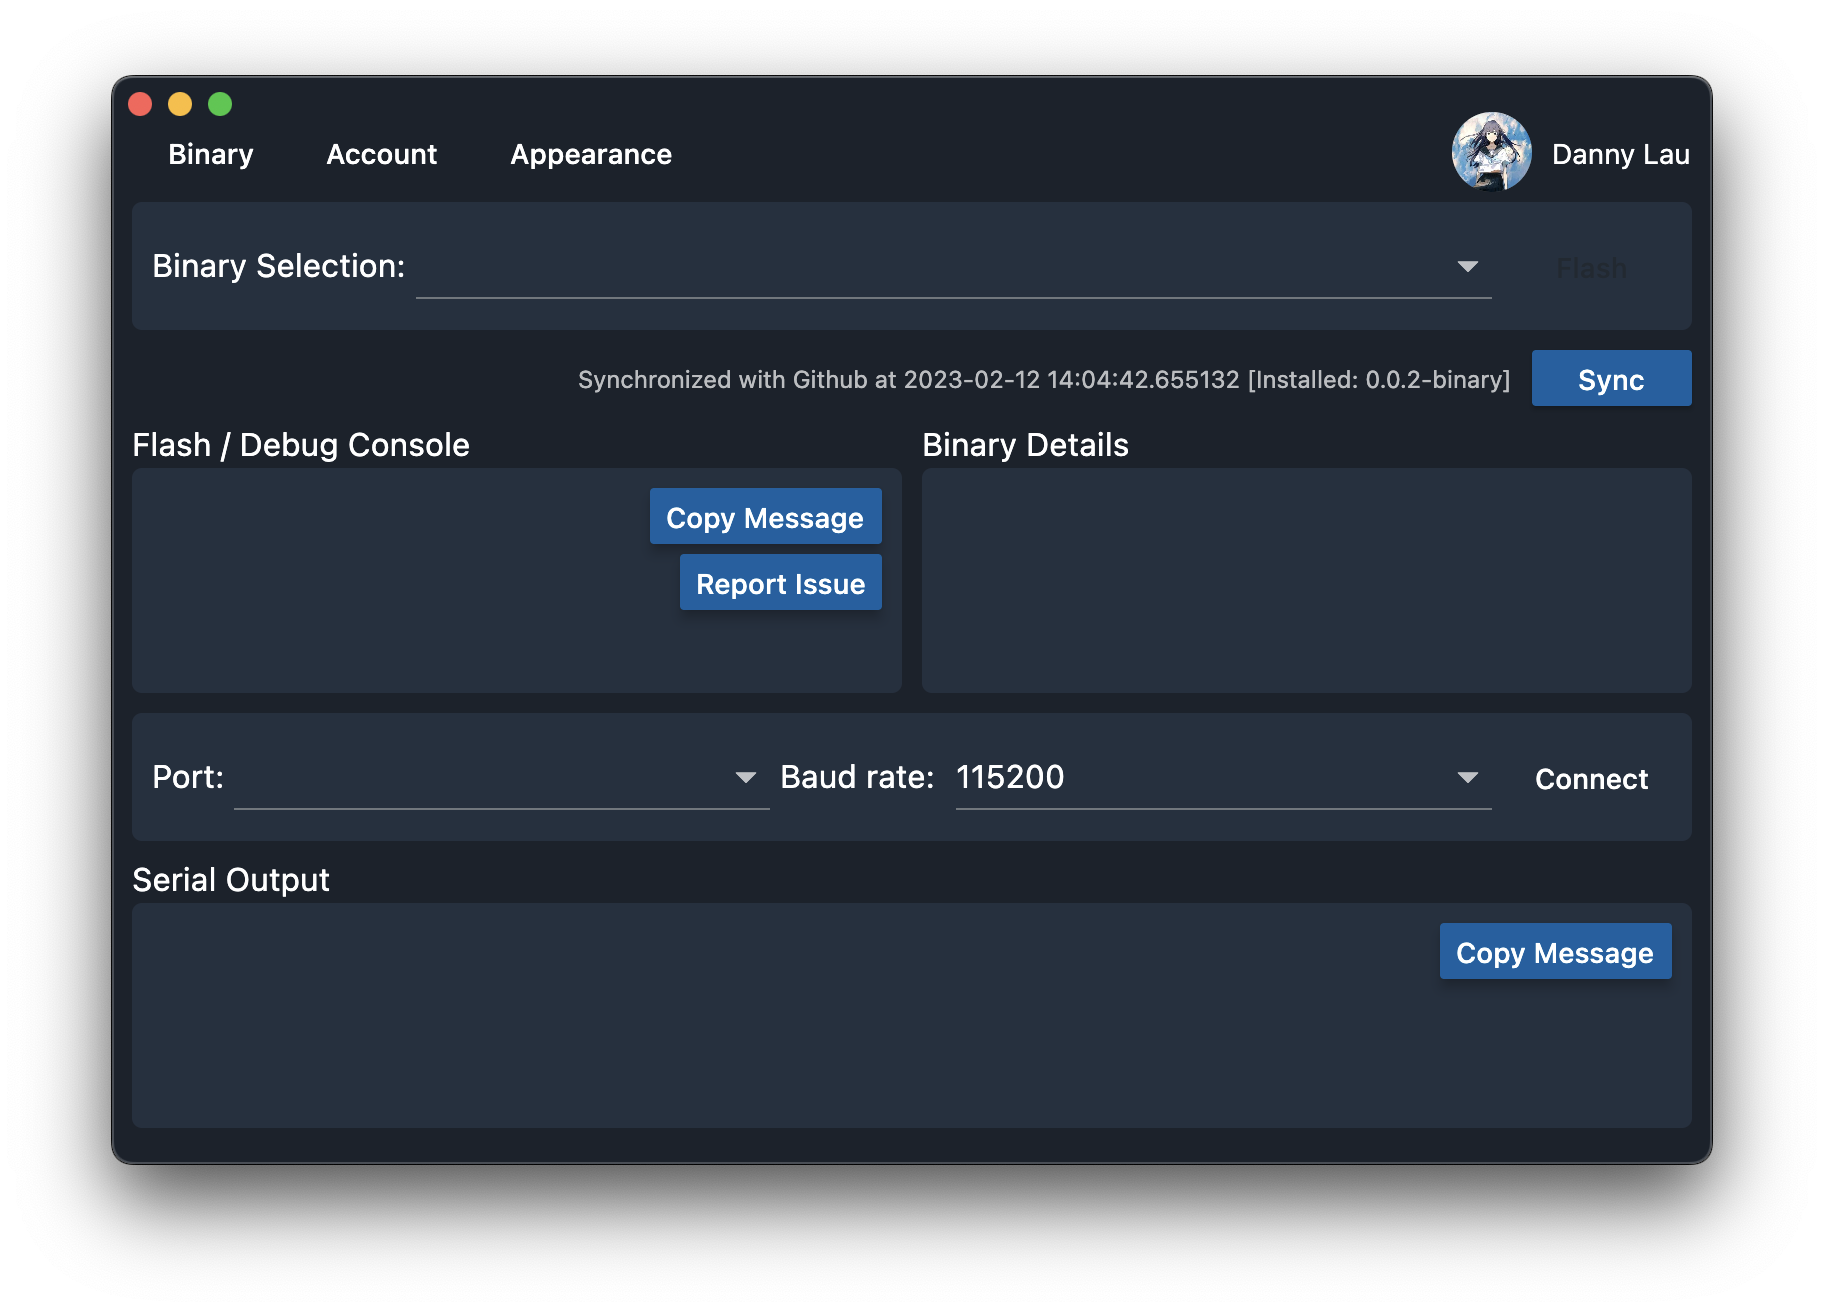 Binary Account Appearance Danny Lau
Binary Selection: Flash
Synchronized with Github at 2023-02-12 14:04:42.655132 [Installed: 0.0.2-binary] Sync
Flash / Debug Console Binary Details
Copy Message
Report Issue
Port: Baud rate: 115200 Connect
Serial Output
Copy Message